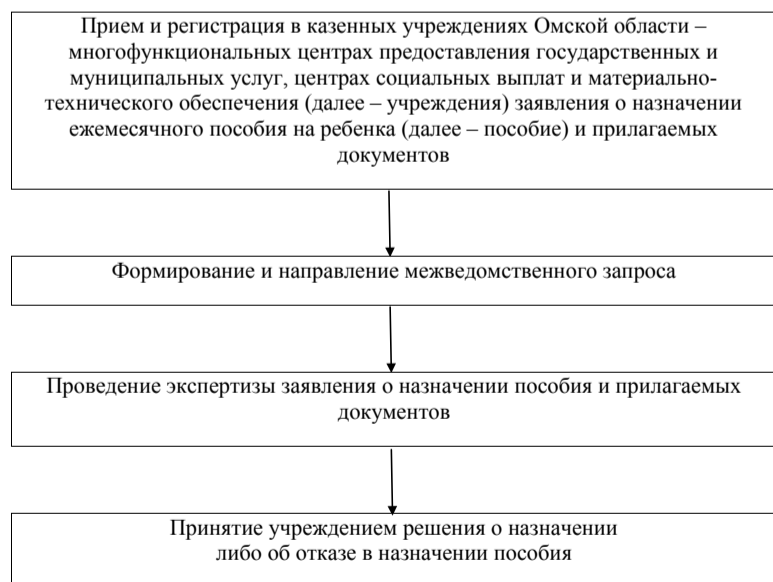 Прием и регистрация в казенных учреждениях Омской области –
многофункциональных центрах предоставления государственных и
муниципальных услуг, центрах социальных выплат и материально-
технического обеспечения (далее – учреждения) заявления о назначении
ежемесячного пособия на ребенка (далее – пособие) и прилагаемых
документов
Формирование и направление межведомственного запроса
Проведение экспертизы заявления о назначении пособия и прилагаемых
документов
Принятие учреждением решения о назначении
либо об отказе в назначении пособия